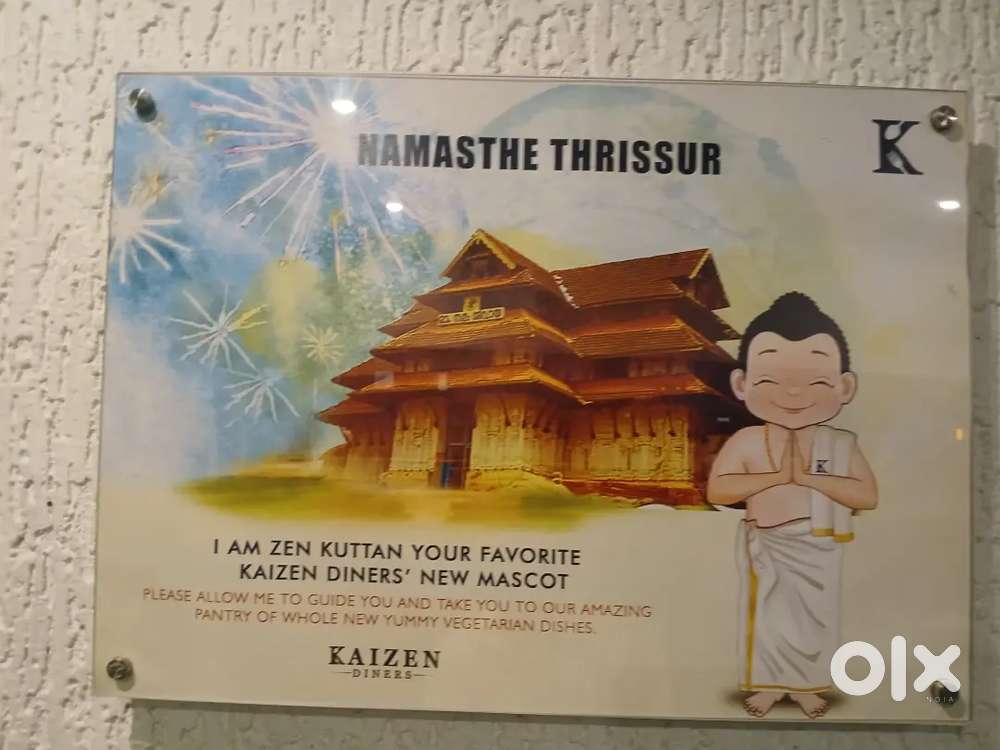 NAMASTHE THRISSUR
K
K
I AM ZEN KUTTAN YOUR FAVORITE
KAIZEN DINERS' NEW MASCOT
PLEASE ALLOW ME TO GUIDE YOU AND TAKE YOU TO OUR AMAZING
PANTRY OF WHOLE NEW YUMMY VEGETARIAN DISHES.
KAIZEN
DINERS
olx
INDIA